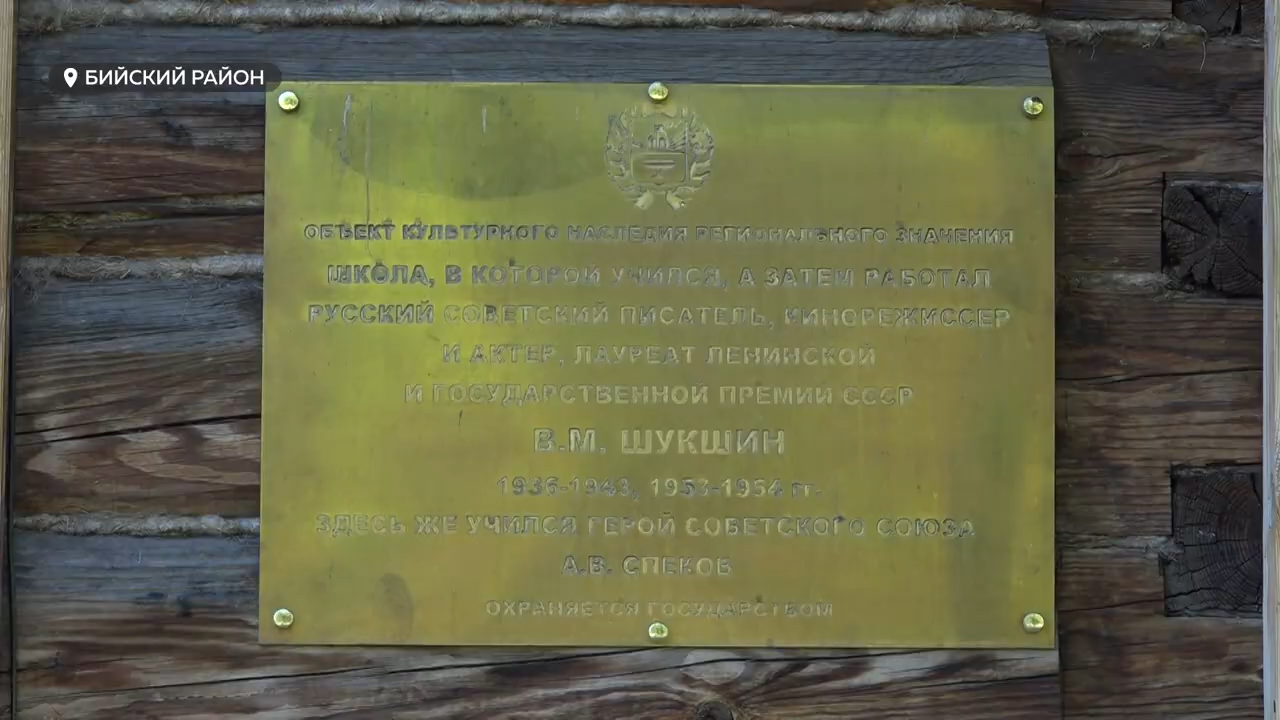 БИЙСКИЙ РАЙОН
ОБЪЕКТ КУЛЬТУРНОГО НАСЛЕДИЯ РЕГИОНАЛЬНОГО ЗНАЧЕНИЯ
ШКОЛА, В КОТОРОЙ УЧИЛСЯ, А ЗАТЕМ РАБОТАЛ
РУССКИЙ СОВЕТСКИЙ ПИСАТЕЛЬ, КИНОРЕЖИССЕР
И АКТЕР, ЛАУРЕАТ ЛЕНИНСКОЙ
И ГОСУДАРСТВЕННОЙ ПРЕМИИ СССР
В.М. ШУКШИН
1936-1943, 1953-1954 гг.
ЗДЕСЬ ЖЕ УЧИЛСЯ ГЕРОЙ СОВЕТСКОГО СОЮЗА
А.В. СПЕКОВ
ОХРАНЯЕТСЯ ГОСУДАРСТВОМ